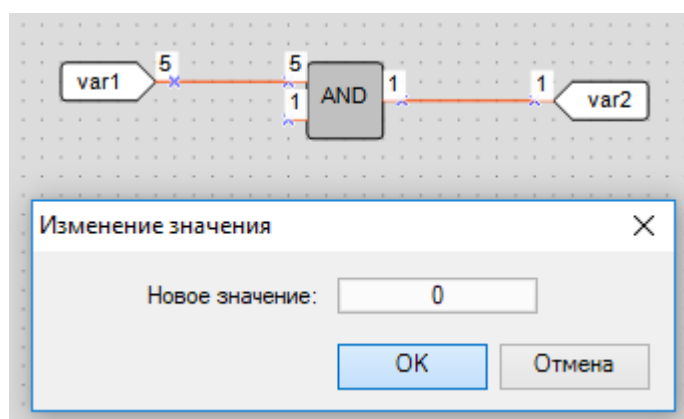 5 5
var1 AND 1 1 var2
1
Изменение значения
Новое значение: 0
OK Отмена